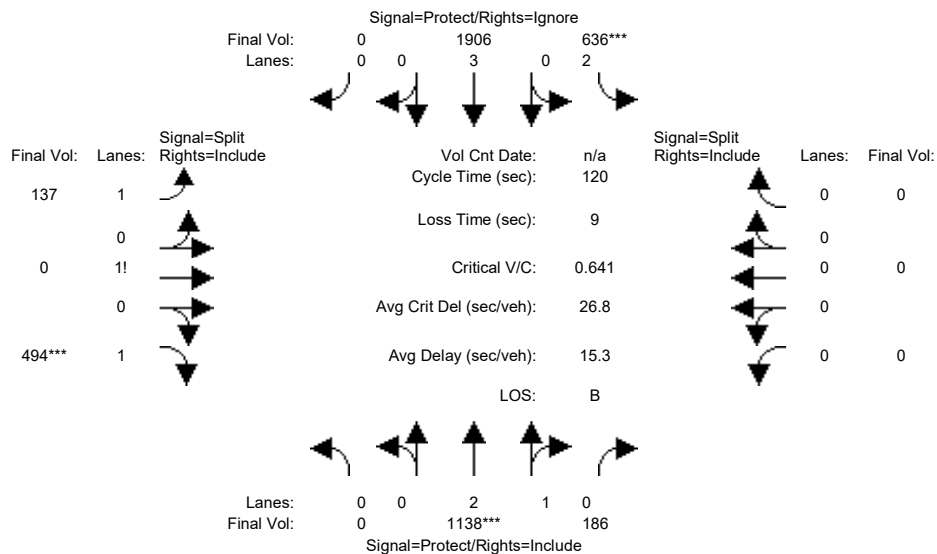 Signal=Protect/Rights=Ignore
Final Vol: 0 1906 636***
Lanes: 0 0 3 0 2
Signal=Split
Final Vol: Lanes: Rights=Include
Vol Cnt Date: n/a
Signal=Split
Rights=Include Lanes: Final Vol:
Cycle Time (sec): 120
137 1
0 0
Loss Time (sec): 9
0
0
0 1!
Critical V/C: 0.641
0 0
0
Avg Crit Del (sec/veh): 26.8
0
494*** 1
Avg Delay (sec/veh): 15.3
0 0
LOS: B
Lanes: 0 0 2 1 0
Final Vol: 0 1138*** 186
Signal=Protect/Rights=Include